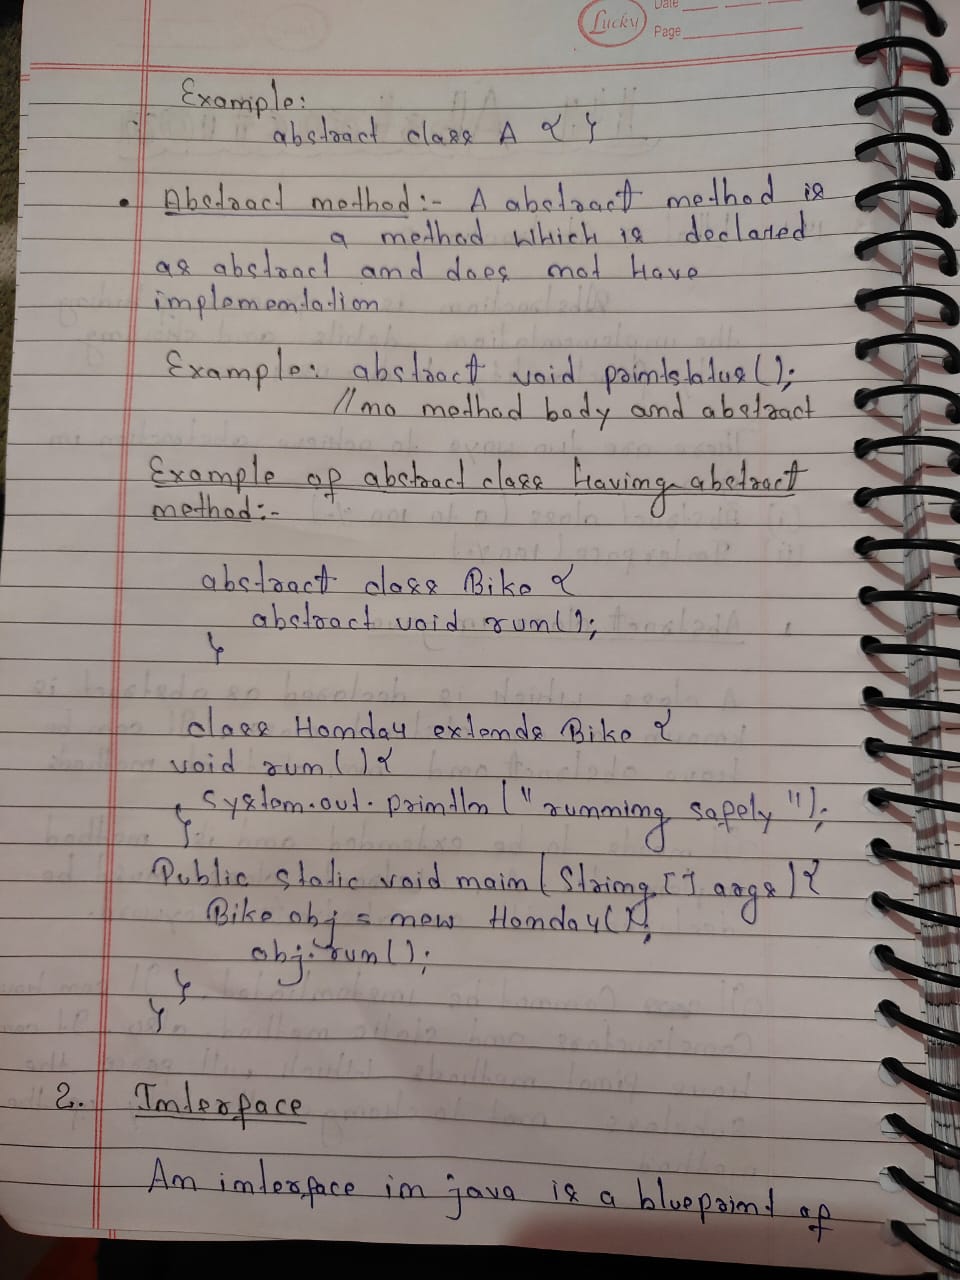 Lucky
Date
Page
Example:
abstract class A { }
• Abstract method:- A abstract method is
a method which is declared
as abstract and does not have
implementation
Example: abstract void printstatus();
//no method body and abstract
Example of abstract class having abstract
method:-
abstract class Bike {
abstract void run();
}
class Honday extends Bike {
void run(){
System.out.println("running safely");
}
Public static void main(String[] args){
Bike obj = new Honday();
obj.run();
}
}
2. Interface
An interface in java is a blueprint of